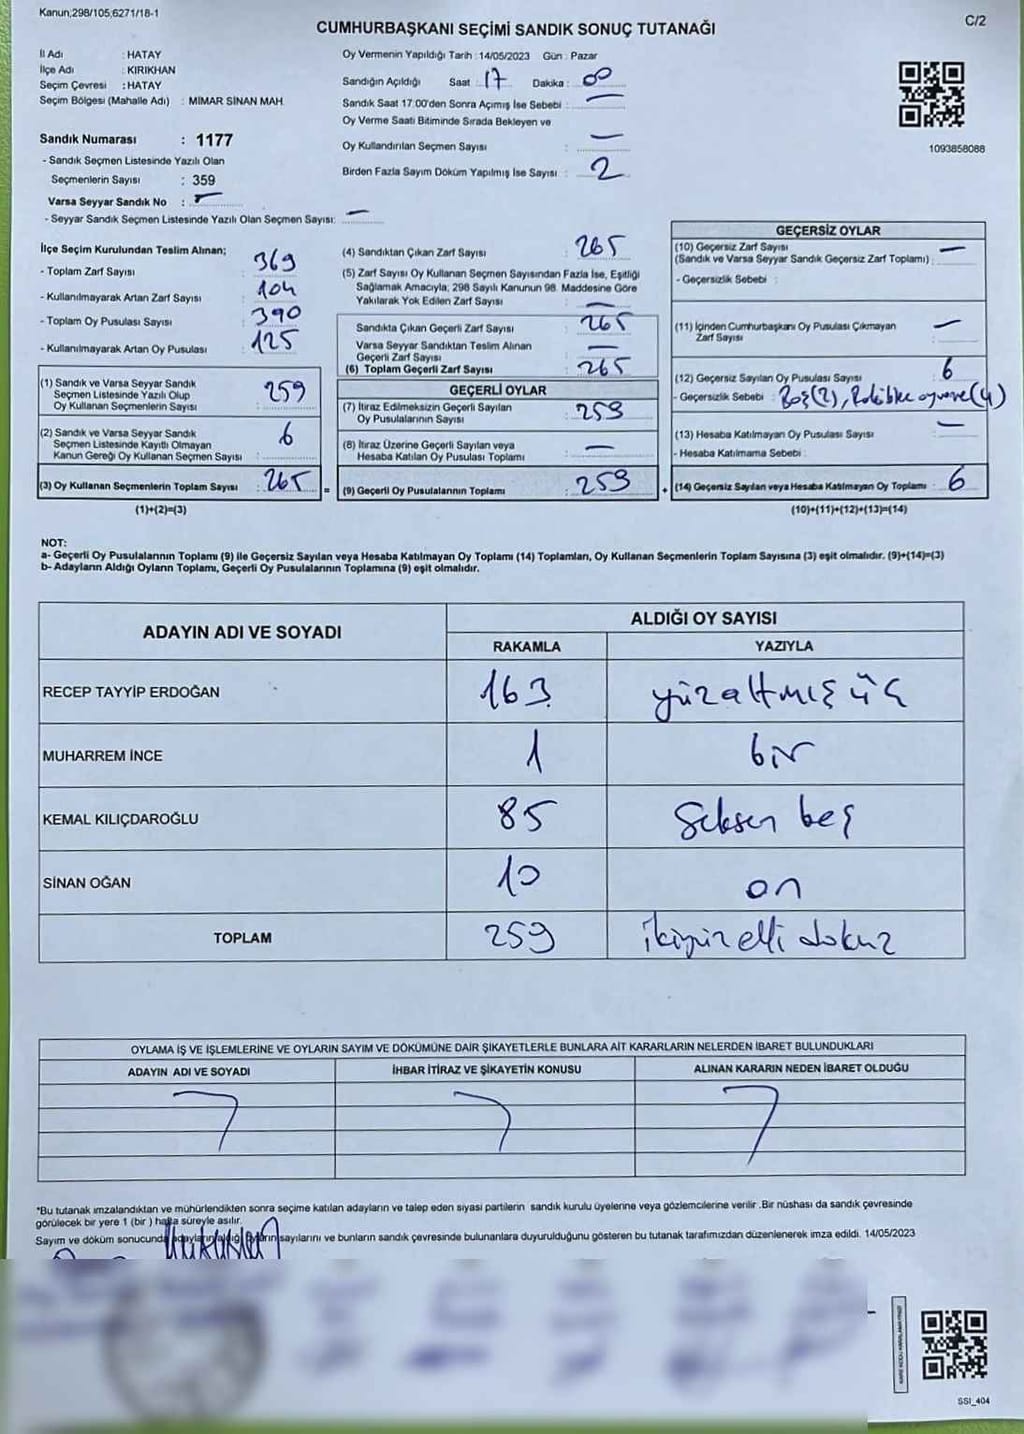 Kanun;298/105,6271/18-1
C/2
CUMHURBAŞKANI SEÇİMİ SANDIK SONUÇ TUTANAĞI
İl Adı : HATAY
İlçe Adı : KIRIKHAN
Seçim Çevresi : HATAY
Seçim Bölgesi (Mahalle Adı) : MİMAR SİNAN MAH.
Oy Vermenin Yapıldığı Tarih : 14/05/2023 Gün : Pazar
Sandığın Açıldığı Saat : 17 Dakika : 00
Sandık Saat 17:00'den Sonra Açımış İse Sebebi : —
Oy Verme Saati Bitiminde Sırada Bekleyen ve
Oy Kullandırılan Seçmen Sayısı : —
Birden Fazla Sayım Döküm Yapılmış İse Sayısı : 2
1093858088
Sandık Numarası : 1177
- Sandık Seçmen Listesinde Yazılı Olan
Seçmenlerin Sayısı : 359
Varsa Seyyar Sandık No : —
- Seyyar Sandık Seçmen Listesinde Yazılı Olan Seçmen Sayısı: —
İlçe Seçim Kurulundan Teslim Alınan;
- Toplam Zarf Sayısı 369
- Kullanılmayarak Artan Zarf Sayısı 104
- Toplam Oy Pusulası Sayısı 390
- Kullanılmayarak Artan Oy Pusulası 125
(1) Sandık ve Varsa Seyyar Sandık
Seçmen Listesinde Yazılı Olup
Oy Kullanan Seçmenlerin Sayısı 259
(2) Sandık ve Varsa Seyyar Sandık
Seçmen Listesinde Kayıtlı Olmayan
Kanun Gereği Oy Kullanan Seçmen Sayısı : 6
(3) Oy Kullanan Seçmenlerin Toplam Sayısı : 265 =
(1)+(2)=(3)
(4) Sandıktan Çıkan Zarf Sayısı 265
(5) Zarf Sayısı Oy Kullanan Seçmen Sayısından Fazla İse, Eşitliği
Sağlamak Amacıyla; 298 Sayılı Kanunun 98. Maddesine Göre
Yakılarak Yok Edilen Zarf Sayısı : —
Sandıkta Çıkan Geçerli Zarf Sayısı : 265
Varsa Seyyar Sandıktan Teslim Alınan
Geçerli Zarf Sayısı —
(6) Toplam Geçerli Zarf Sayısı : 265
GEÇERLİ OYLAR
(7) İtiraz Edilmeksizin Geçerli Sayılan
Oy Pusulalarının Sayısı : 259
(8) İtiraz Üzerine Geçerli Sayılan veya
Hesaba Katılan Oy Pusulası Toplamı : —
(9) Geçerli Oy Pusulalarının Toplamı : 259 +
GEÇERSİZ OYLAR
(10) Geçersiz Zarf Sayısı —
(Sandık ve Varsa Seyyar Sandık Geçersiz Zarf Toplamı) :
- Geçersizlik Sebebi :
(11) İçinden Cumhurbaşkanı Oy Pusulası Çıkmayan
Zarf Sayısı : —
(12) Geçersiz Sayılan Oy Pusulası Sayısı : 6
- Geçersizlik Sebebi : Boş(2), (4)
(13) Hesaba Katılmayan Oy Pusulası Sayısı : —
- Hesaba Katılmama Sebebi :
(14) Geçersiz Sayılan veya Hesaba Katılmayan Oy Toplamı : 6
(10)+(11)+(12)+(13)=(14)
NOT:
a- Geçerli Oy Pusulalarının Toplamı (9) ile Geçersiz Sayılan veya Hesaba Katılmayan Oy Toplamı (14) Toplamları, Oy Kullanan Seçmenlerin Toplam Sayısına (3) eşit olmalıdır. (9)+(14)=(3)
b- Adayların Aldığı Oyların Toplamı, Geçerli Oy Pusulalarının Toplamına (9) eşit olmalıdır.
ADAYIN ADI VE SOYADI
ALDIĞI OY SAYISI
RAKAMLA YAZIYLA
RECEP TAYYİP ERDOĞAN 163 yüzaltmış üç
MUHARREM İNCE 1 bir
KEMAL KILIÇDAROĞLU 85 Seksen beş
SİNAN OĞAN 10 on
TOPLAM 259 ikiyüz elli dokuz
OYLAMA İŞ VE İŞLEMLERİNE VE OYLARIN SAYIM VE DÖKÜMÜNE DAİR ŞİKAYETLERLE BUNLARA AİT KARARLARIN NELERDEN İBARET BULUNDUKLARI
ADAYIN ADI VE SOYADI İHBAR İTİRAZ VE ŞİKAYETİN KONUSU ALINAN KARARIN NEDEN İBARET OLDUĞU
*Bu tutanak imzalandıktan ve mühürlendikten sonra seçime katılan adayların ve talep eden siyasi partilerin sandık kurulu üyelerine veya gözlemcilerine verilir .Bir nüshası da sandık çevresinde
görülecek bir yere 1 (bir ) hafta süreyle asılır.
Sayım ve döküm sonucunda adayların aldığı oyların sayılarını ve bunların sandık çevresinde bulunanlara duyurulduğunu gösteren bu tutanak tarafımızdan düzenlenerek imza edildi. 14/05/2023
SSI_404